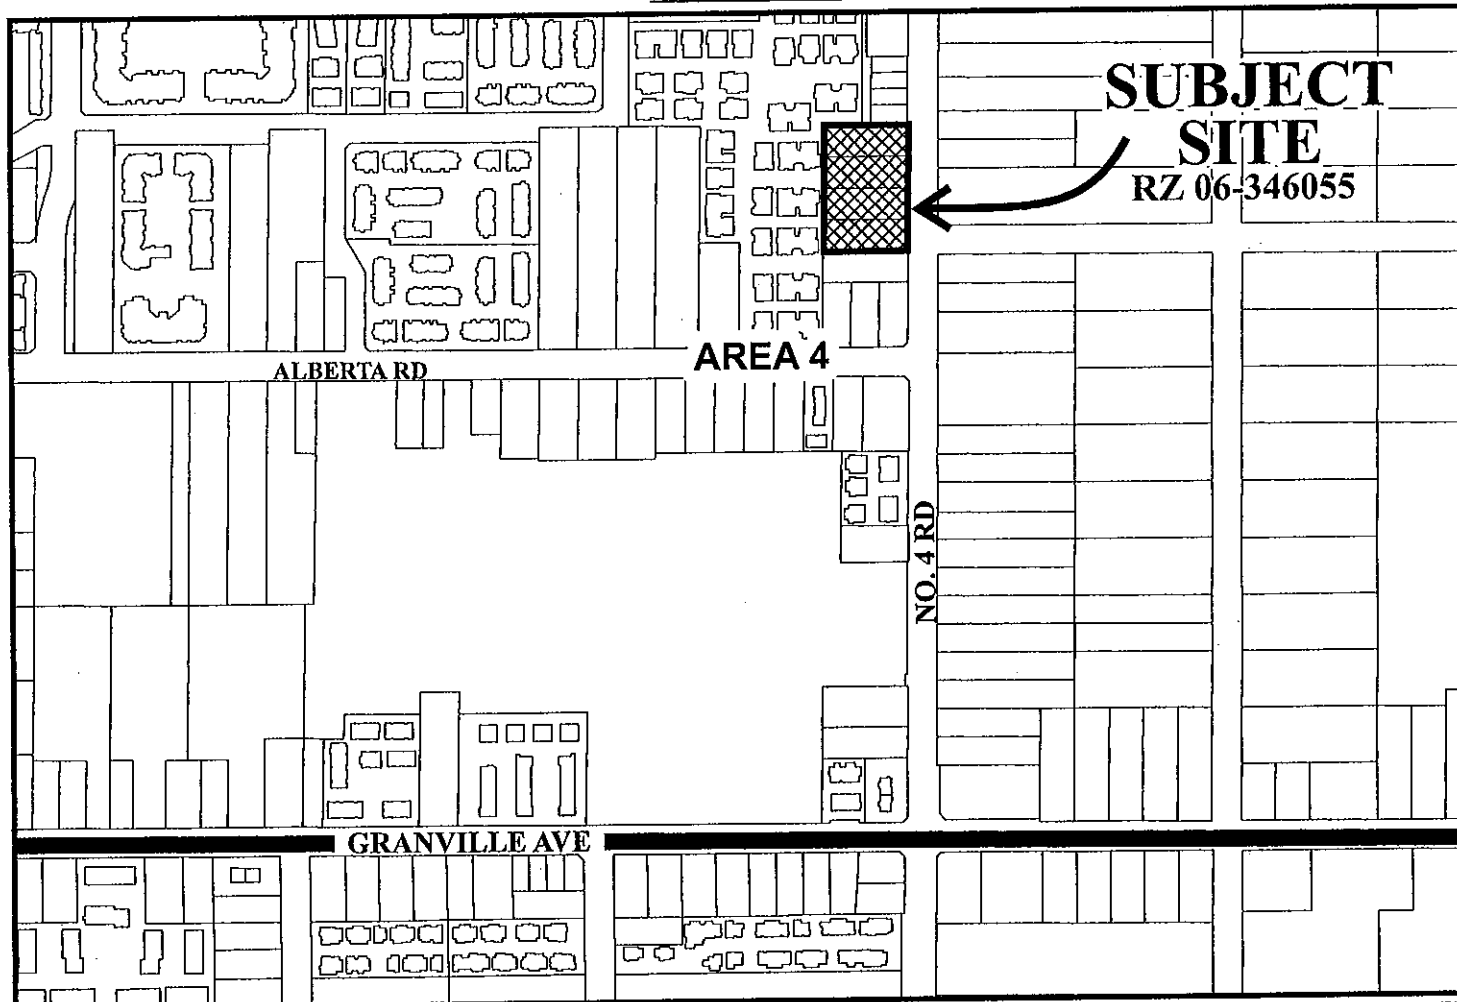 SUBJECT
SITE
RZ 06-346055
AREA 4
ALBERTA RD
NO. 4 RD
GRANVILLE AVE